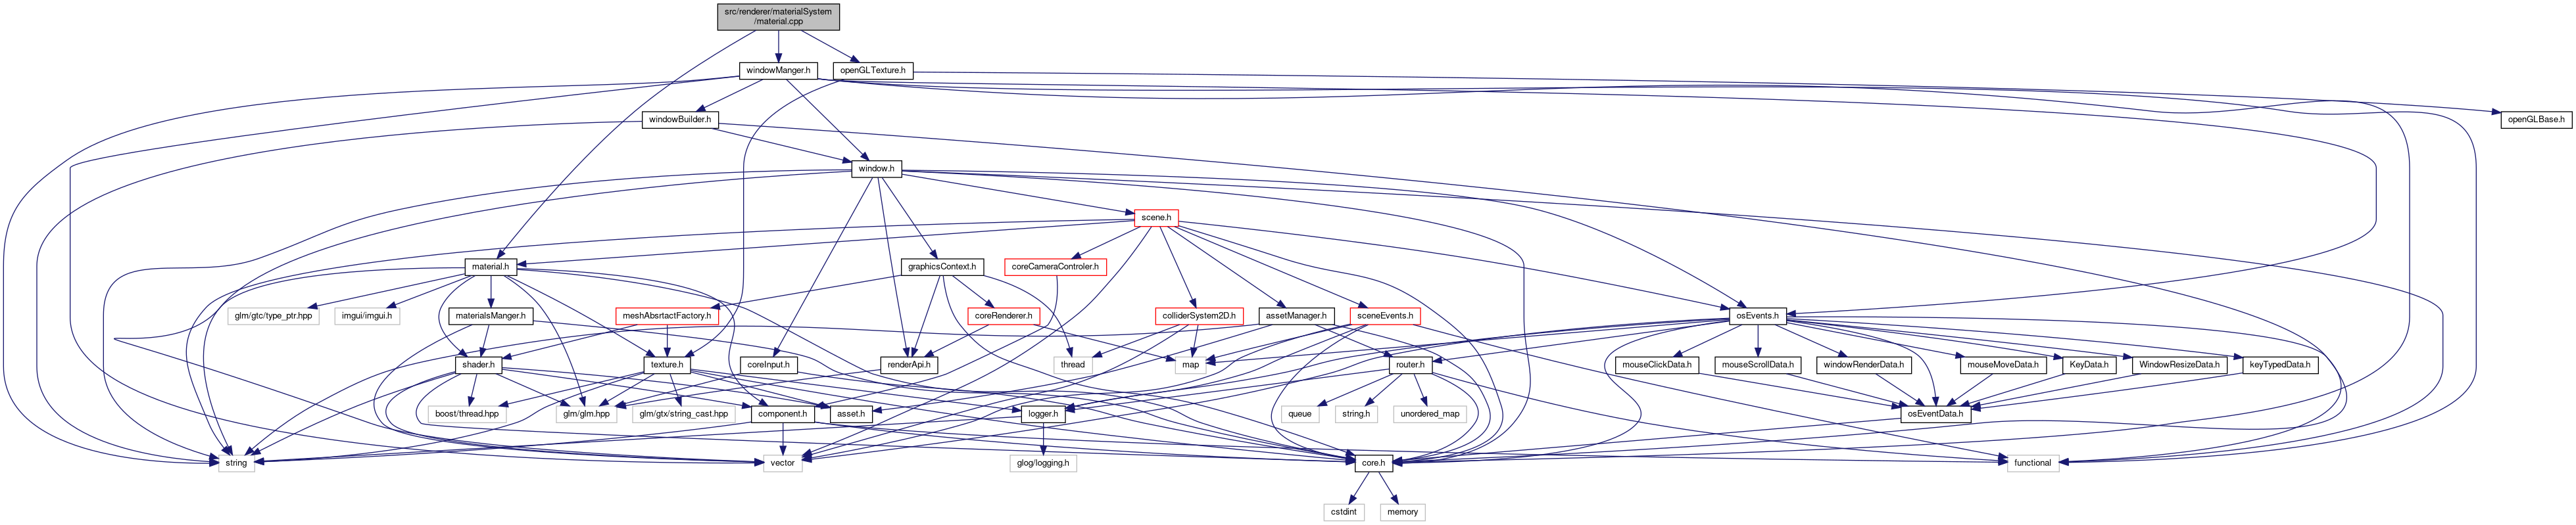 src/renderer/materialSystem
/material.cpp
windowManger.h
openGLTexture.h
windowBuilder.h
openGLBase.h
window.h
scene.h
material.h
graphicsContext.h
coreCameraControler.h
glm/gtc/type_ptr.hpp
imgui/imgui.h
materialsManger.h
meshAbsrtactFactory.h
coreRenderer.h
colliderSystem2D.h
assetManager.h
sceneEvents.h
osEvents.h
shader.h
texture.h
coreInput.h
renderApi.h
thread
map
router.h
mouseClickData.h
mouseScrollData.h
windowRenderData.h
mouseMoveData.h
KeyData.h
WindowResizeData.h
keyTypedData.h
boost/thread.hpp
glm/glm.hpp
glm/gtx/string_cast.hpp
component.h
asset.h
logger.h
queue
string.h
unordered_map
osEventData.h
string
vector
glog/logging.h
core.h
functional
cstdint
memory